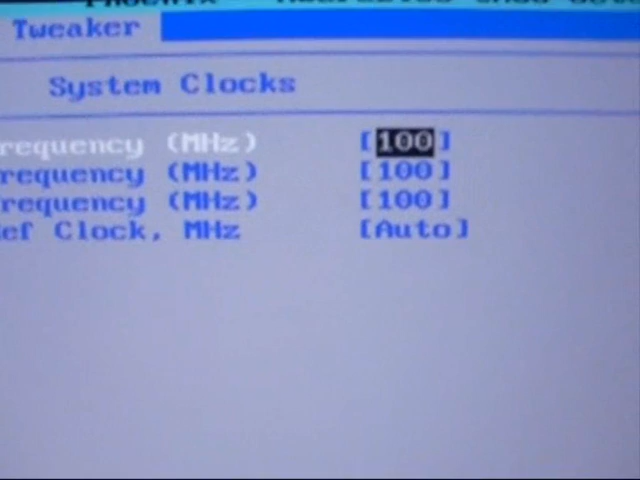 Tweaker
System Clocks
requency (MHz) [100]
requency (MHz) [100]
requency (MHz) [100]
ef Clock, MHz [Auto]